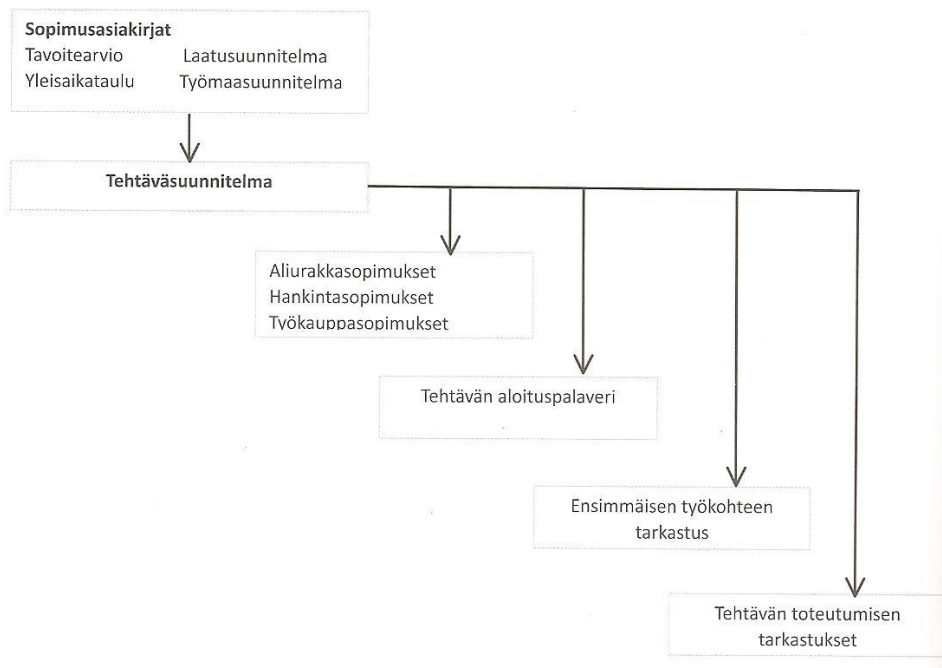 Sopimusasiakirjat
Tavoitearvio Laatusuunnitelma
Yleisaikataulu Työmaasuunnitelma
Tehtäväsuunnitelma
Aliurakkasopimukset
Hankintasopimukset
Työkauppasopimukset
Tehtävän aloituspalaveri
Ensimmäisen työkohteen
tarkastus
Tehtävän toteutumisen
tarkastukset